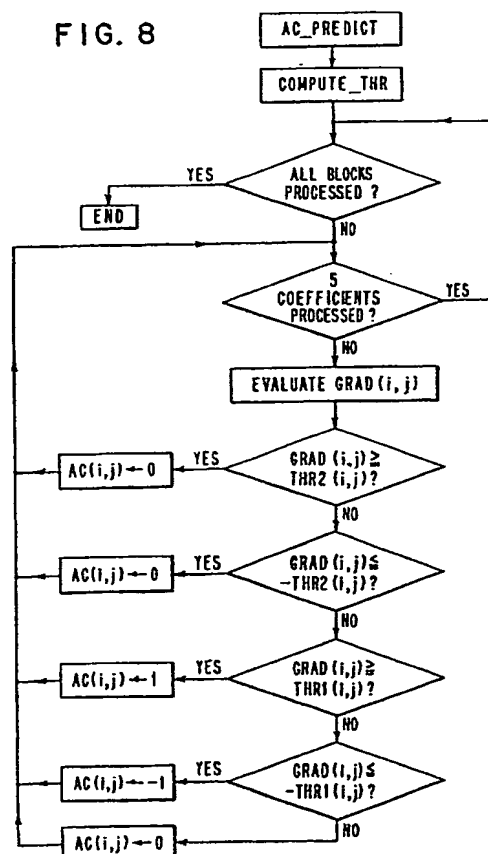 FIG. 8
AC_PREDICT
COMPUTE_THR
ALL BLOCKS
PROCESSED ?
YES
END
NO
5
COEFFICIENTS
PROCESSED ?
YES
NO
EVALUATE GRAD(i,j)
GRAD(i,j)≧
THR2(i,j)?
YES
AC(i,j)←0
NO
GRAD(i,j)≦
-THR2(i,j)?
YES
AC(i,j)←0
NO
GRAD(i,j)≧
THR1(i,j)?
YES
AC(i,j)←1
NO
GRAD(i,j)≦
-THR1(i,j)?
YES
AC(i,j)←-1
NO
AC(i,j)←0